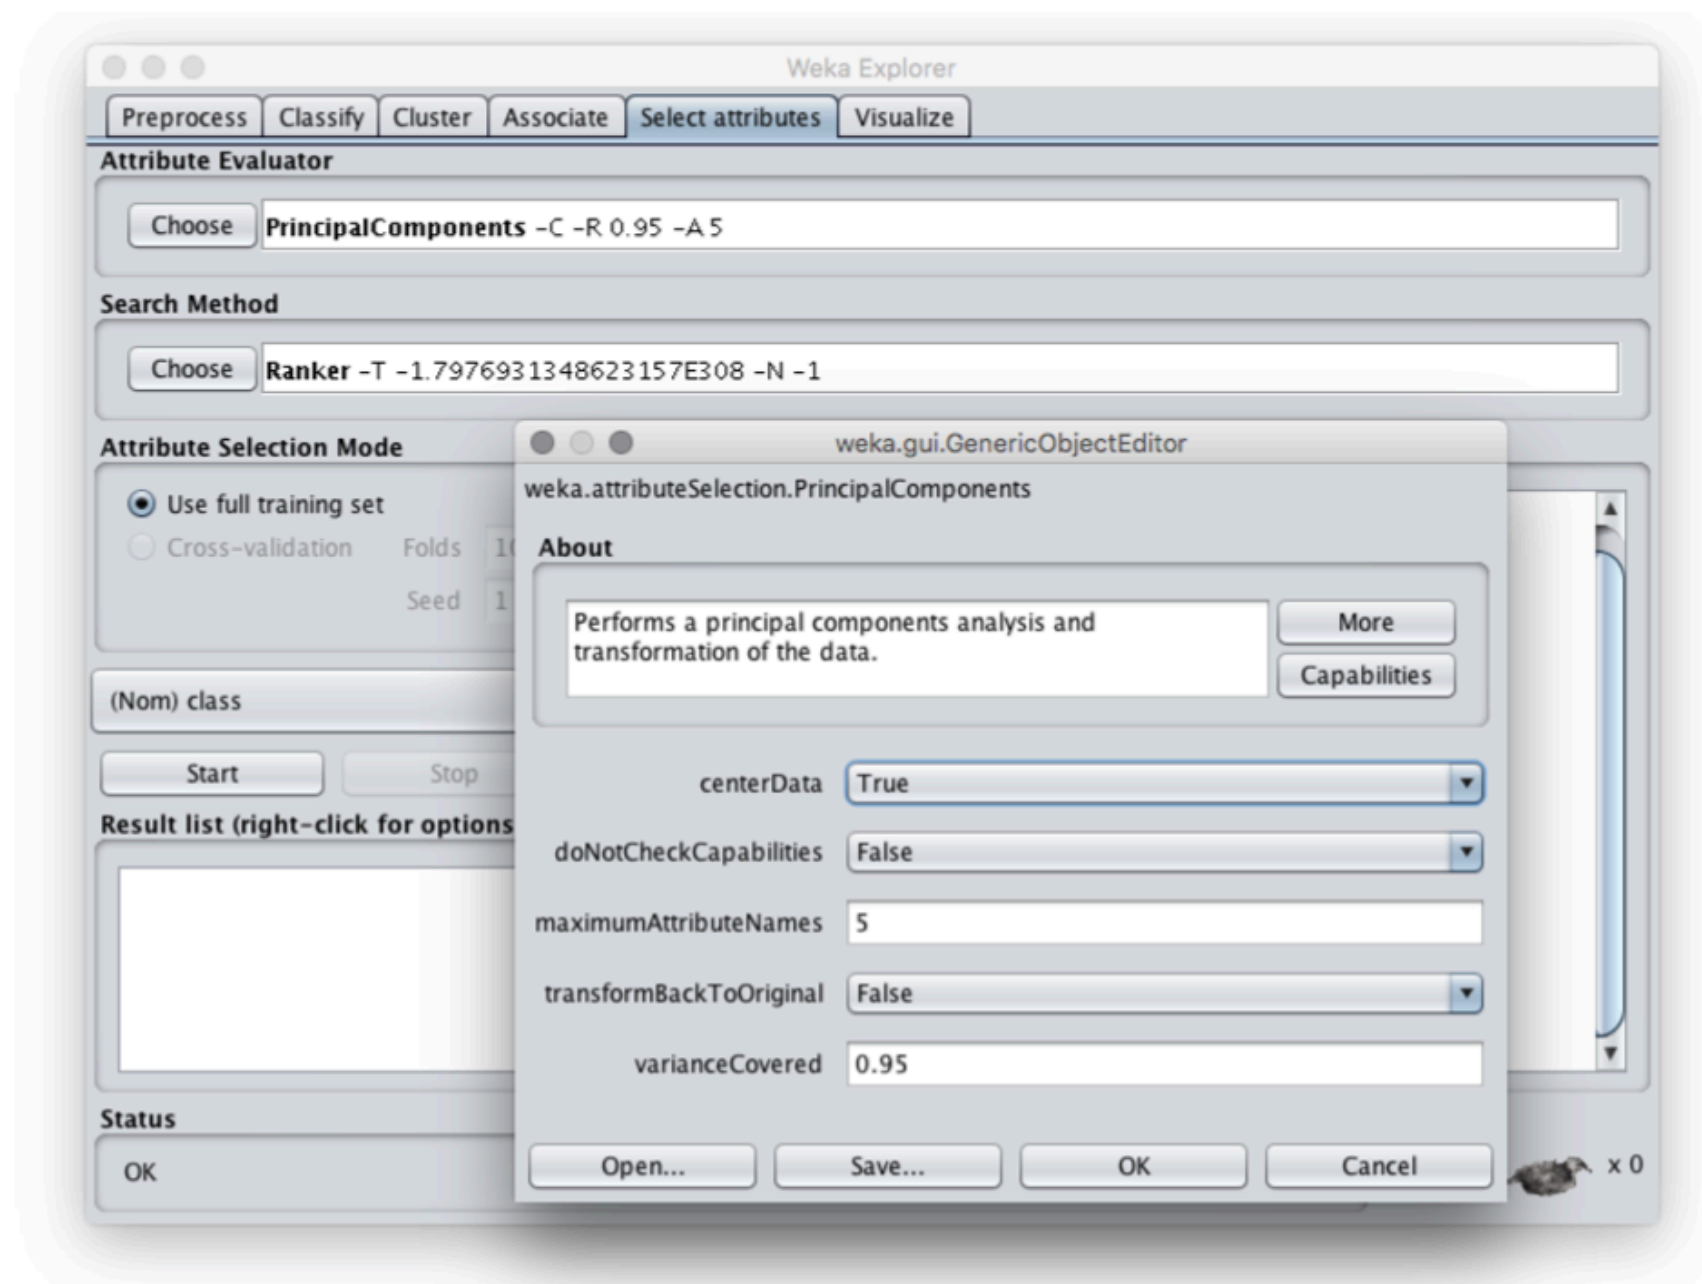 Weka Explorer
Preprocess Classify Cluster Associate Select attributes Visualize
Attribute Evaluator
Choose PrincipalComponents -C -R 0.95 -A 5
Search Method
Choose Ranker -T -1.7976931348623157E308 -N -1
Attribute Selection Mode
Use full training set
Cross-validation Folds 10
Seed 1
(Nom) class
Start Stop
Result list (right-click for options
Status
OK
x 0
weka.gui.GenericObjectEditor
weka.attributeSelection.PrincipalComponents
About
Performs a principal components analysis and
transformation of the data.
More
Capabilities
centerData True
doNotCheckCapabilities False
maximumAttributeNames 5
transformBackToOriginal False
varianceCovered 0.95
Open... Save... OK Cancel